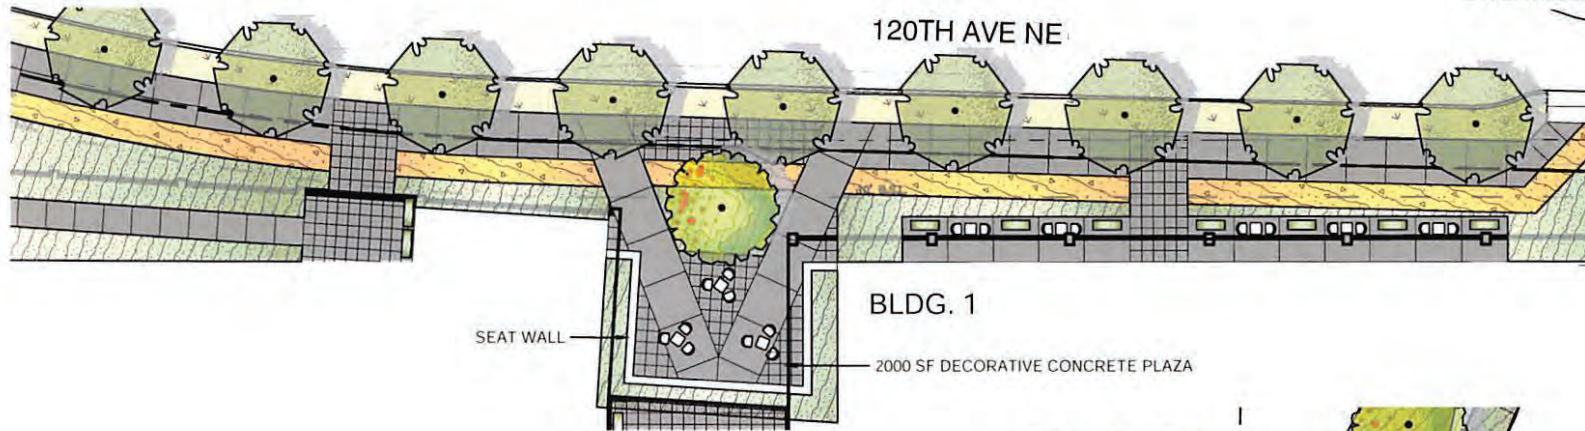 120TH AVE NE
BLDG. 1
SEAT WALL
2000 SF DECORATIVE CONCRETE PLAZA